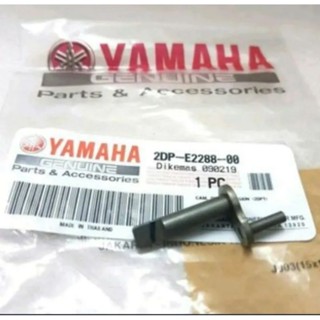 YAMAHA
GENUINE
Parts & Accessories
YAMAHA
GENUINE
Parts & Accessories
2DP-E2288-00
Dikemas 090219
1 PC
MADE IN THAILAND